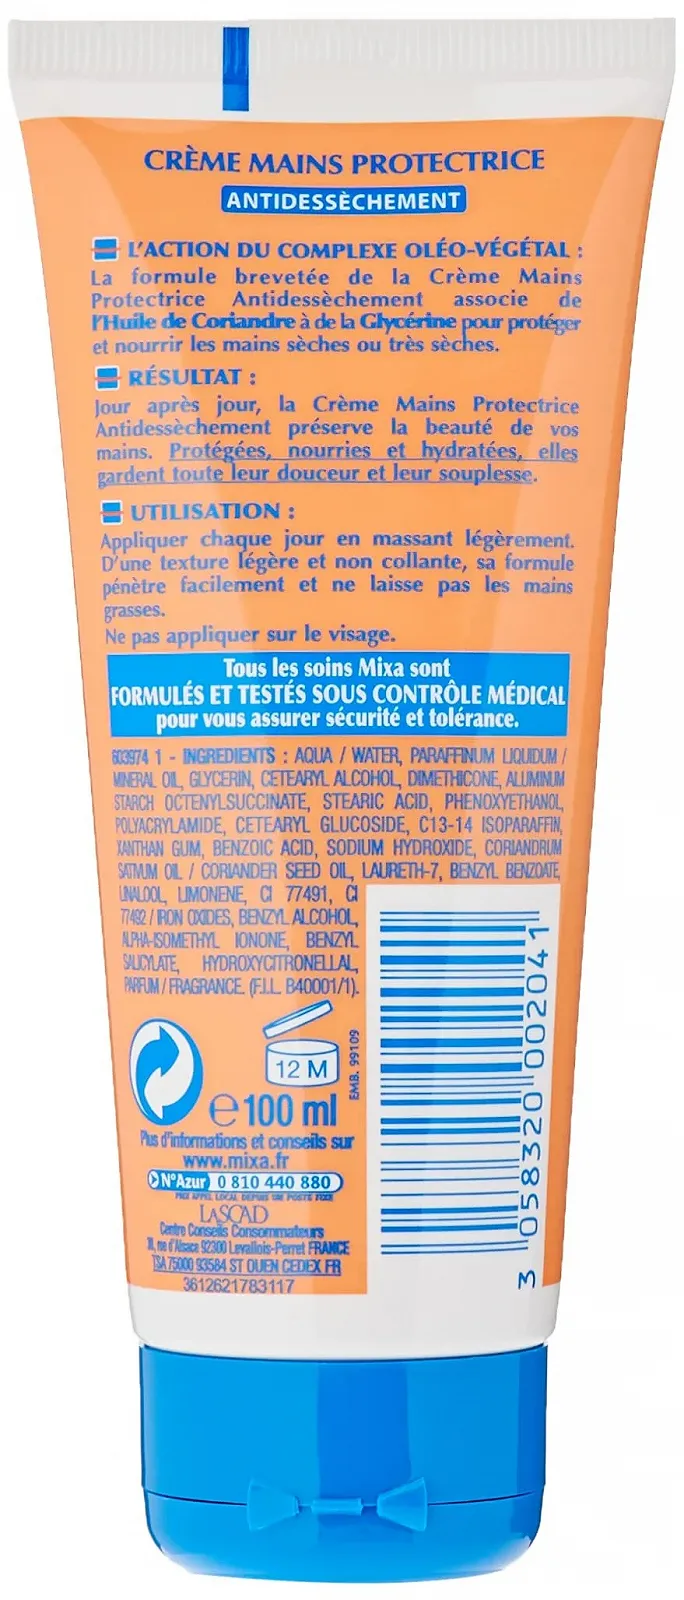 CRÈME MAINS PROTECTRICE
ANTIDESSÈCHEMENT
L'ACTION DU COMPLEXE OLÉO-VÉGÉTAL :
La formule brevetée de la Crème Mains
Protectrice Antidessèchement associe de
l'Huile de Coriandre à de la Glycérine pour protéger
et nourrir les mains sèches ou très sèches.
RÉSULTAT :
Jour après jour, la Crème Mains Protectrice
Antidessèchement préserve la beauté de vos
mains. Protégées, nourries et hydratées, elles
gardent toute leur douceur et leur souplesse.
UTILISATION :
Appliquer chaque jour en massant légèrement.
D'une texture légère et non collante, sa formule
pénètre facilement et ne laisse pas les mains
grasses.
Ne pas appliquer sur le visage.
Tous les soins Mixa sont
FORMULÉS ET TESTÉS SOUS CONTRÔLE MÉDICAL
pour vous assurer sécurité et tolérance.
603974 1 - INGREDIENTS : AQUA / WATER, PARAFFINUM LIQUIDUM /
MINERAL OIL, GLYCERIN, CETEARYL ALCOHOL, DIMETHICONE, ALUMINUM
STARCH OCTENYLSUCCINATE, STEARIC ACID, PHENOXYETHANOL,
POLYACRYLAMIDE, CETEARYL GLUCOSIDE, C13-14 ISOPARAFFIN,
XANTHAN GUM, BENZOIC ACID, SODIUM HYDROXIDE, CORIANDRUM
SATIVUM OIL / CORIANDER SEED OIL, LAURETH-7, BENZYL BENZOATE,
LINALOOL, LIMONENE, CI 77491, CI
77492 / IRON OXIDES, BENZYL ALCOHOL,
ALPHA-ISOMETHYL IONONE, BENZYL
SALICYLATE, HYDROXYCITRONELLAL,
PARFUM / FRAGRANCE. (F.I.L. B40001/1).
12 M
EMB. 99109
e 100 ml
Plus d'informations et conseils sur
www.mixa.fr
N°Azur 0 810 440 880
PRIX APPEL LOCAL DEPUIS UN POSTE FIXE
LASCAD
Centre Conseils Consommateurs
rue d'Alsace 92300 Levallois-Perret FRANCE
TSA 75000 93584 ST OUEN CEDEX FR
3612621783117
3 058320 002041